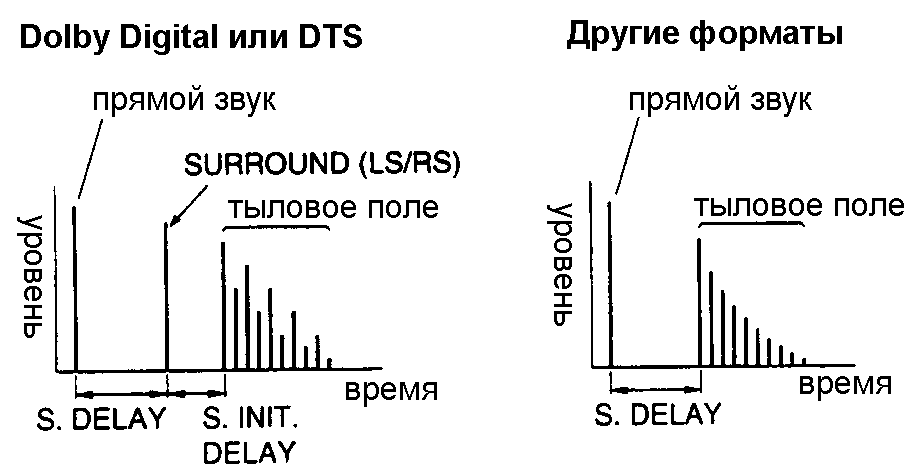 Dolby Digital или DTS
прямой звук
SURROUND (LS/RS)
тыловое поле
уровень
время
S. DELAY
S. INIT.
DELAY
Другие форматы
прямой звук
тыловое поле
уровень
время
S. DELAY